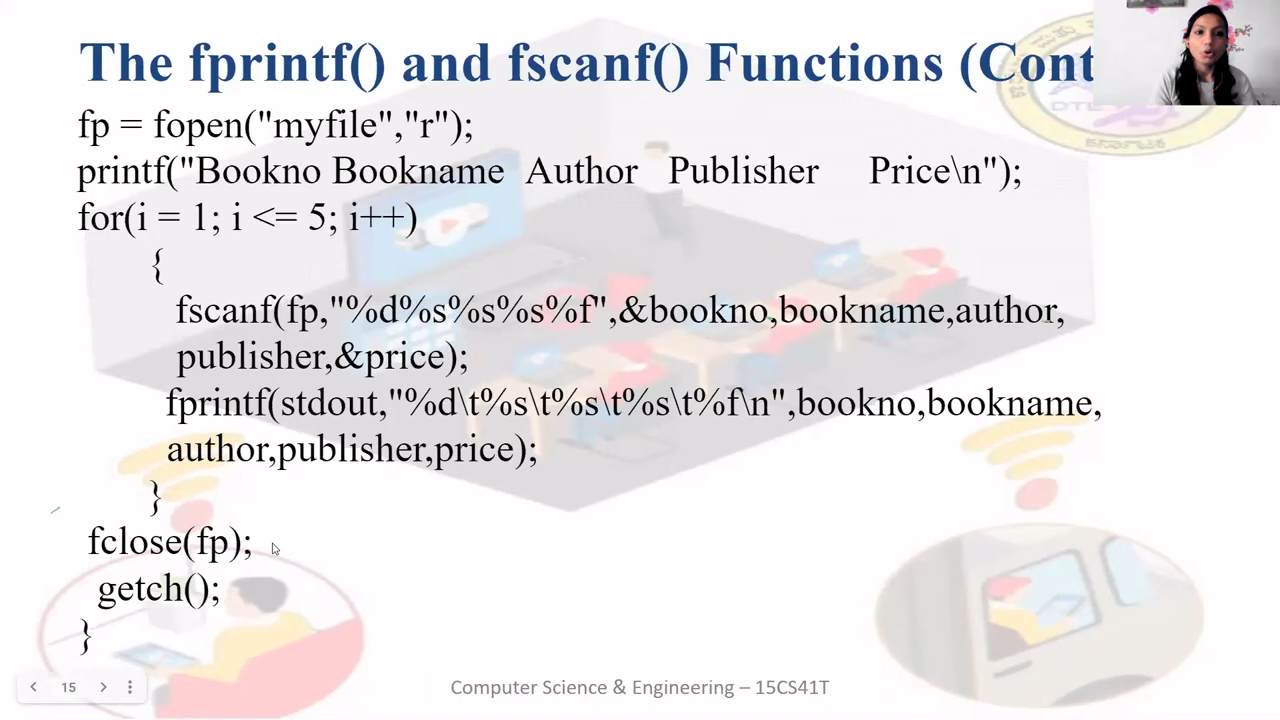 The fprintf() and fscanf() Functions (Cont
fp = fopen("myfile","r");
printf("Bookno Bookname Author Publisher Price\n");
for(i = 1; i <= 5; i++)
{
fscanf(fp,"%d%s%s%s%f",&bookno,bookname,author,
publisher,&price);
fprintf(stdout,"%d\t%s\t%s\t%s\t%f\n",bookno,bookname,
author,publisher,price);
}
fclose(fp);
getch();
}
15
Computer Science & Engineering – 15CS41T